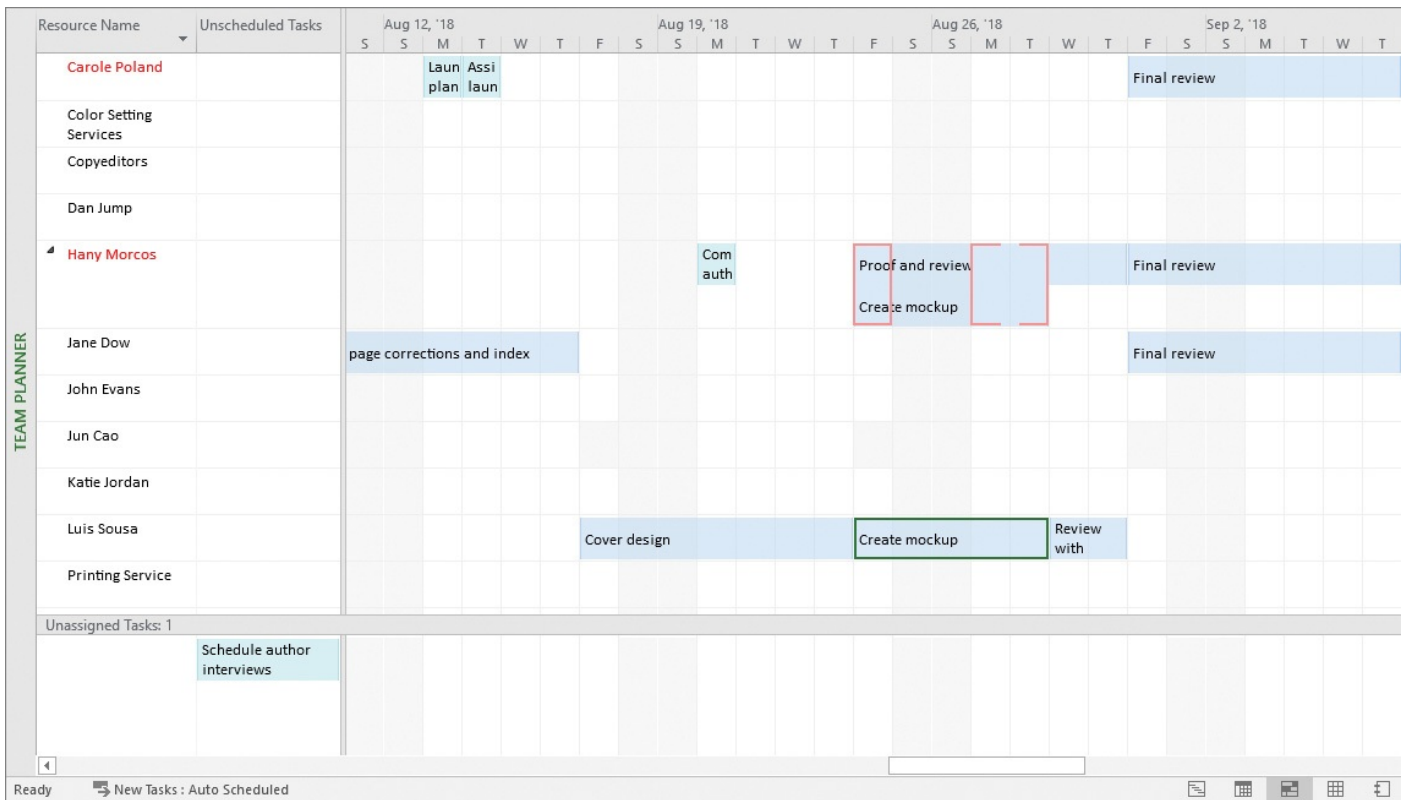 Resource Name Unscheduled Tasks Aug 12, '18 Aug 19, '18 Aug 26, '18 Sep 2, '18
S S M T W T F S S M T W T F S S M T W T F S S M T W T
Carole Poland
Laun
plan
Assi
laun
Final review
Color Setting
Services
Copyeditors
Dan Jump
Hany Morcos
Com
auth
Proof and review
Final review
Create mockup
Jane Dow
page corrections and index
Final review
John Evans
Jun Cao
Katie Jordan
Luis Sousa
Cover design
Create mockup
Review
with
Printing Service
TEAM PLANNER
Unassigned Tasks: 1
Schedule author
interviews
Ready New Tasks : Auto Scheduled